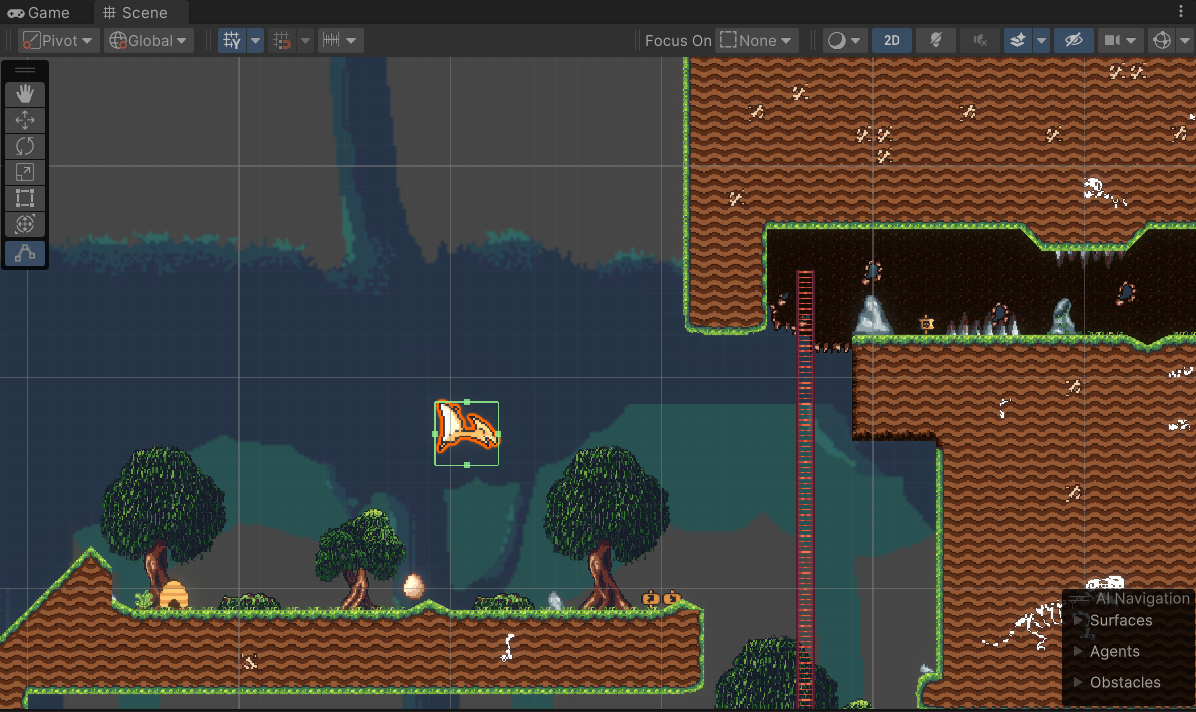 Game Scene
Pivot Global Focus On None 2D
AI Navigation
Surfaces
Agents
Obstacles